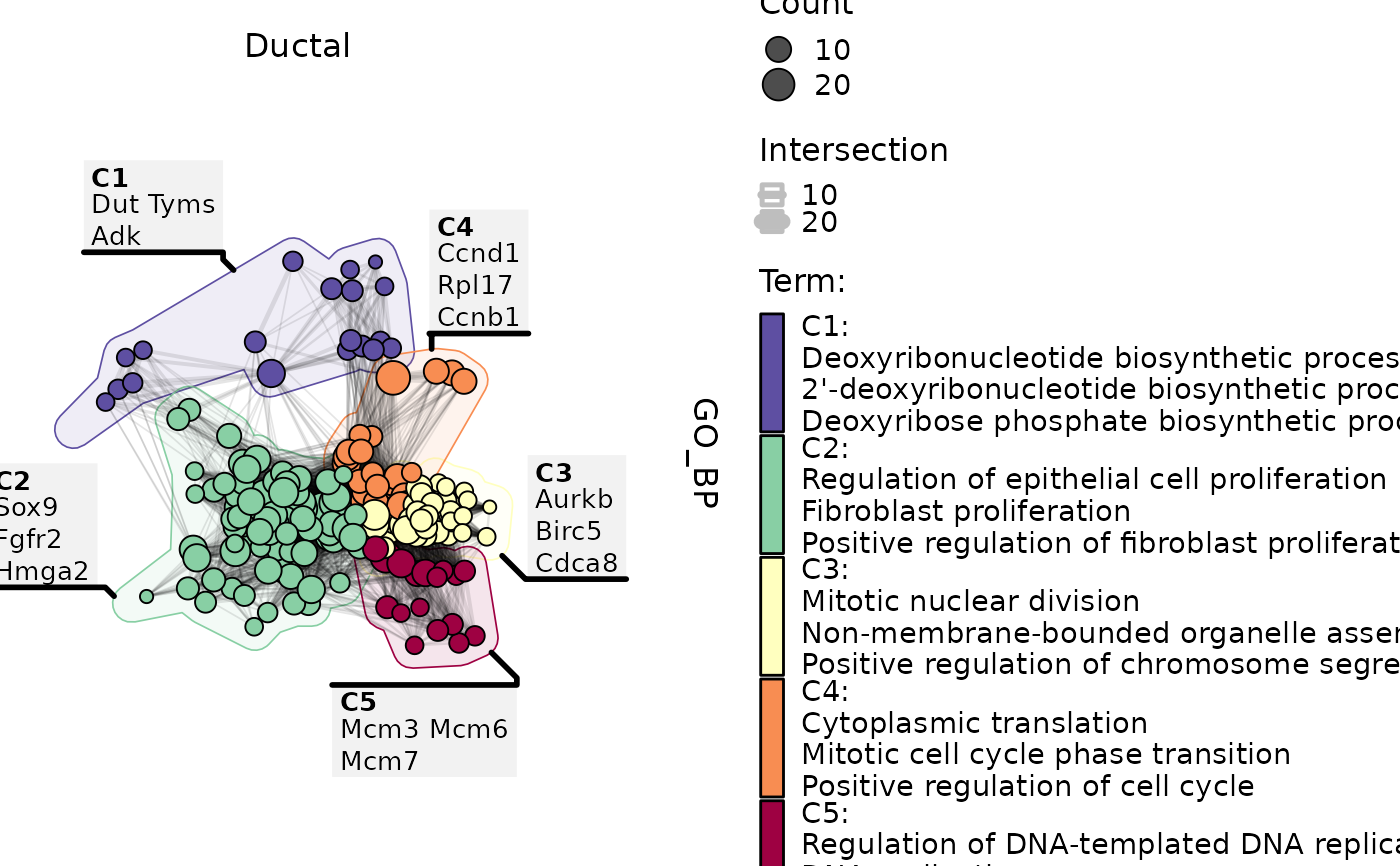 Ductal
C1
Dut Tyms
Adk
C4
Ccnd1
Rpl17
Ccnb1
C2
Sox9
Fgfr2
Hmga2
C3
Aurkb
Birc5
Cdca8
C5
Mcm3 Mcm6
Mcm7
GO_BP
Count
10
20
Intersection
10
20
Term:
C1:
Deoxyribonucleotide biosynthetic proces
2'-deoxyribonucleotide biosynthetic proc
Deoxyribose phosphate biosynthetic pro
C2:
Regulation of epithelial cell proliferation
Fibroblast proliferation
Positive regulation of fibroblast proliferat
C3:
Mitotic nuclear division
Non-membrane-bounded organelle asse
Positive regulation of chromosome segre
C4:
Cytoplasmic translation
Mitotic cell cycle phase transition
Positive regulation of cell cycle
C5:
Regulation of DNA-templated DNA replic